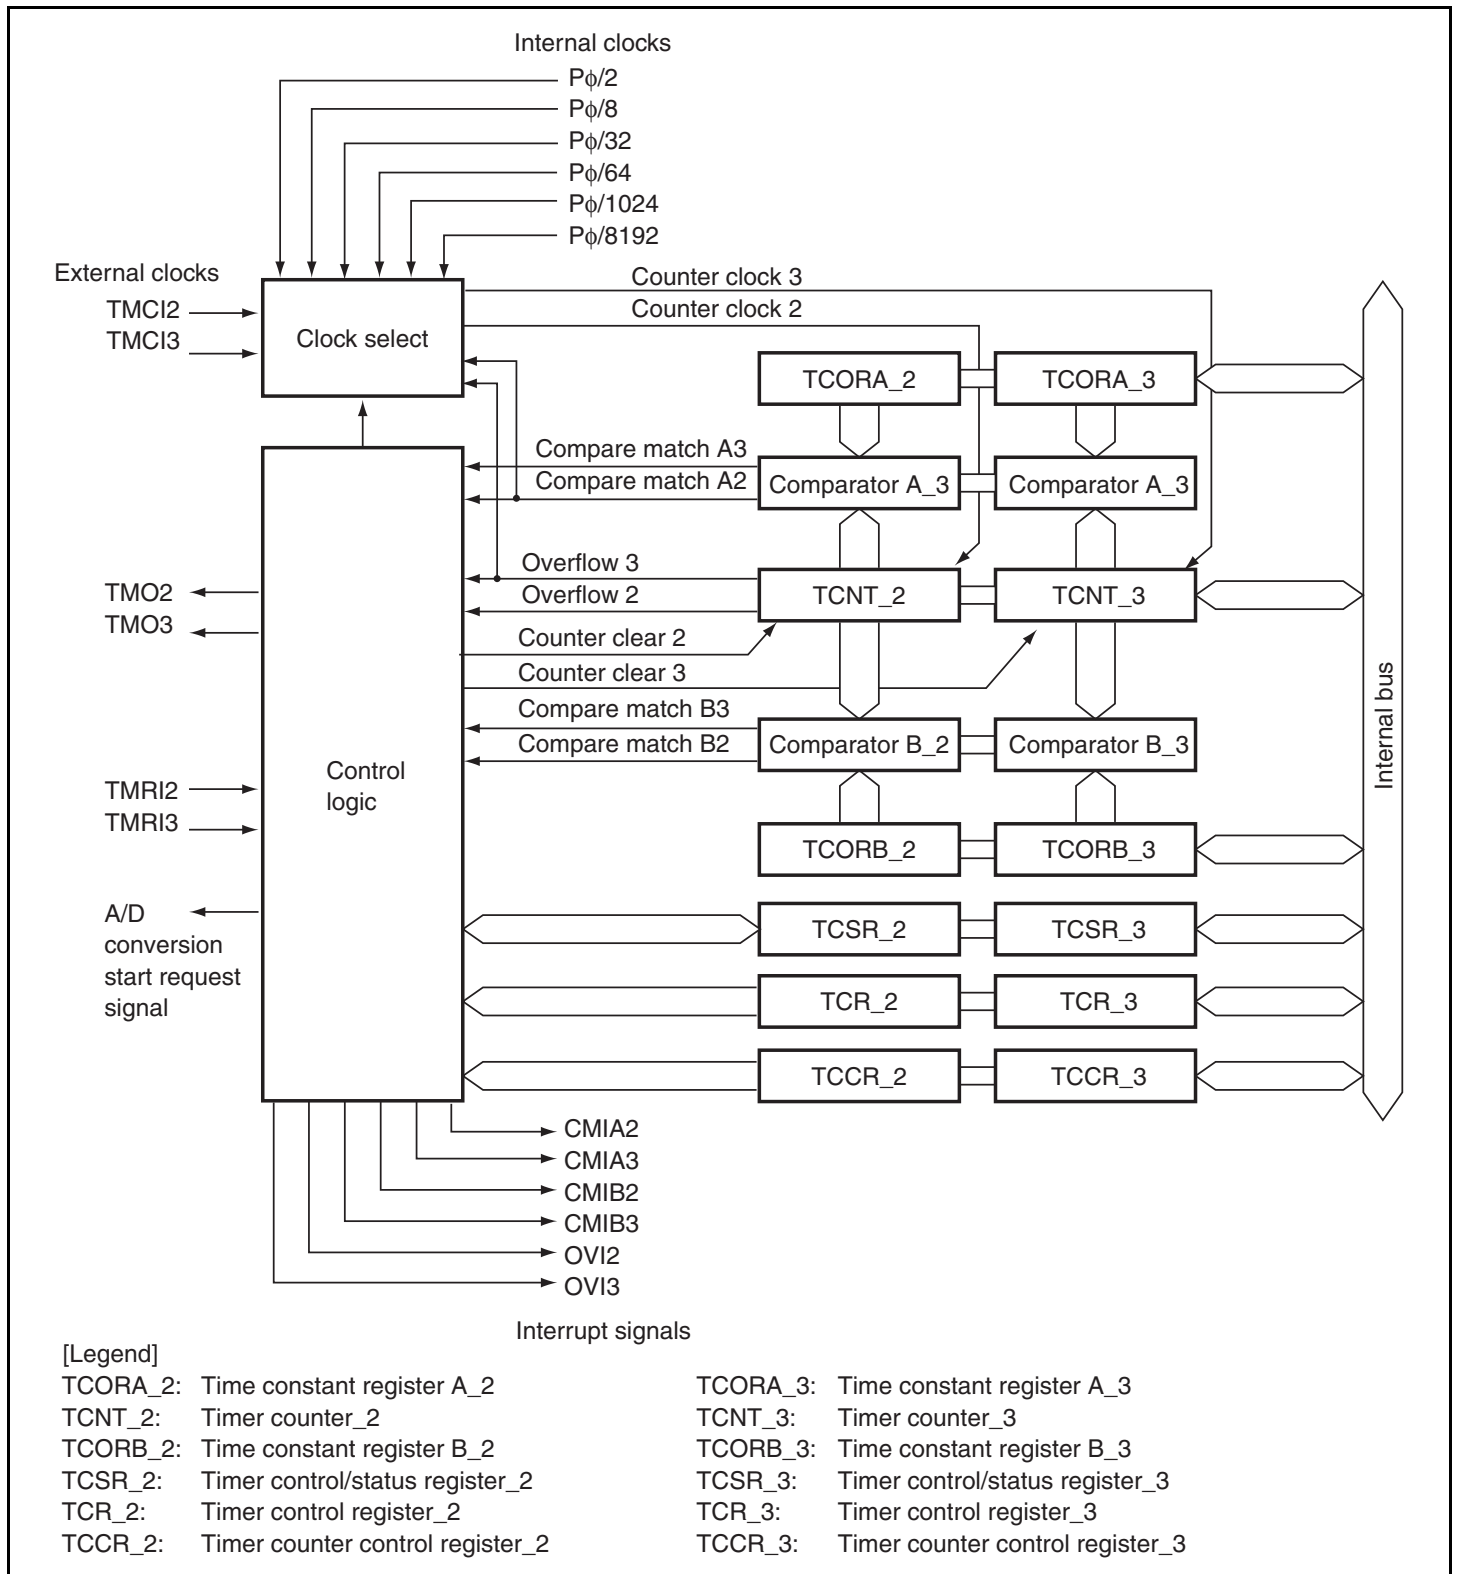 Internal clocks
Pϕ/2
Pϕ/8
Pϕ/32
Pϕ/64
Pϕ/1024
Pϕ/8192
External clocks
TMCI2
TMCI3
Clock select
Counter clock 3
Counter clock 2
TCORA_2
TCORA_3
Compare match A3
Compare match A2
Comparator A_3
Comparator A_3
Overflow 3
Overflow 2
TCNT_2
TCNT_3
TMO2
TMO3
Counter clear 2
Counter clear 3
Compare match B3
Compare match B2
Comparator B_2
Comparator B_3
Internal bus
Control
logic
TMRI2
TMRI3
TCORB_2
TCORB_3
A/D
conversion
start request
signal
TCSR_2
TCSR_3
TCR_2
TCR_3
TCCR_2
TCCR_3
CMIA2
CMIA3
CMIB2
CMIB3
OVI2
OVI3
Interrupt signals
[Legend]
TCORA_2: Time constant register A_2
TCNT_2: Timer counter_2
TCORB_2: Time constant register B_2
TCSR_2: Timer control/status register_2
TCR_2: Timer control register_2
TCCR_2: Timer counter control register_2
TCORA_3: Time constant register A_3
TCNT_3: Timer counter_3
TCORB_3: Time constant register B_3
TCSR_3: Timer control/status register_3
TCR_3: Timer control register_3
TCCR_3: Timer counter control register_3